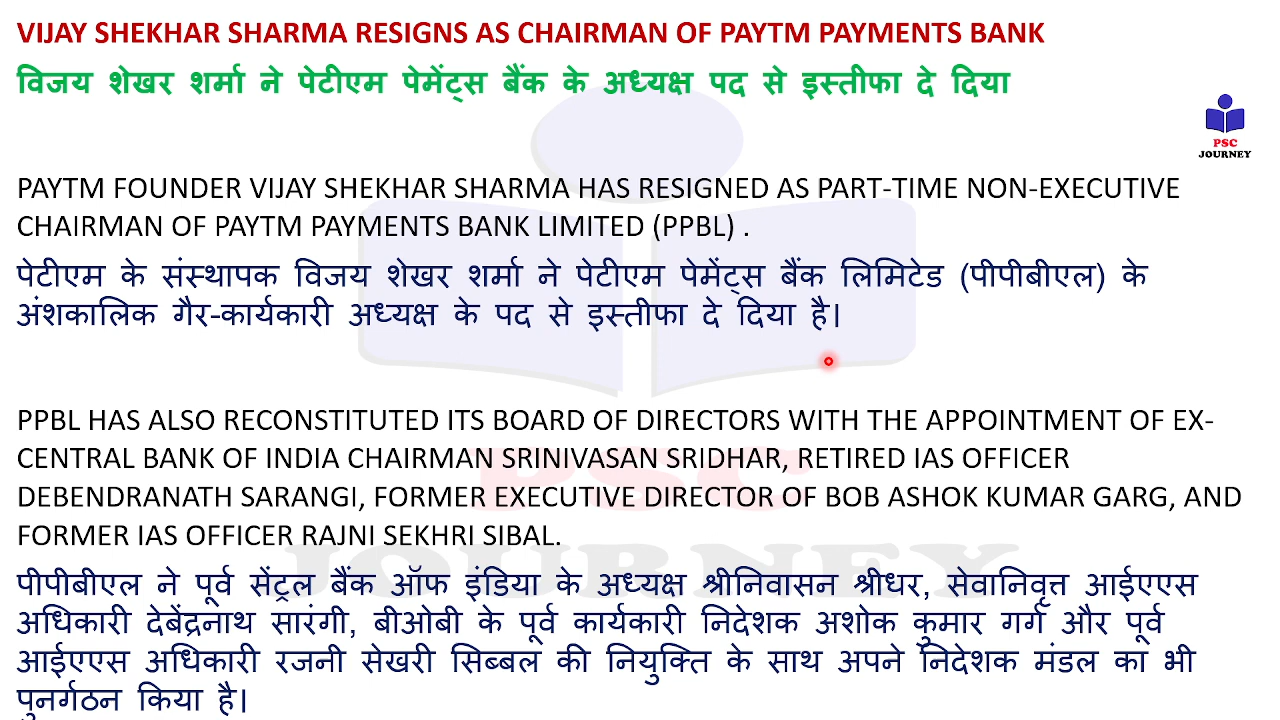 VIJAY SHEKHAR SHARMA RESIGNS AS CHAIRMAN OF PAYTM PAYMENTS BANK
विजय शेखर शर्मा ने पेटीएम पेमेंट्स बैंक के अध्यक्ष पद से इस्तीफा दे दिया
PSC
JOURNEY
PAYTM FOUNDER VIJAY SHEKHAR SHARMA HAS RESIGNED AS PART-TIME NON-EXECUTIVE
CHAIRMAN OF PAYTM PAYMENTS BANK LIMITED (PPBL) .
पेटीएम के संस्थापक विजय शेखर शर्मा ने पेटीएम पेमेंट्स बैंक लिमिटेड (पीपीबीएल) के
अंशकालिक गैर-कार्यकारी अध्यक्ष के पद से इस्तीफा दे दिया है।
PPBL HAS ALSO RECONSTITUTED ITS BOARD OF DIRECTORS WITH THE APPOINTMENT OF EX-
CENTRAL BANK OF INDIA CHAIRMAN SRINIVASAN SRIDHAR, RETIRED IAS OFFICER
DEBENDRANATH SARANGI, FORMER EXECUTIVE DIRECTOR OF BOB ASHOK KUMAR GARG, AND
FORMER IAS OFFICER RAJNI SEKHRI SIBAL.
पीपीबीएल ने पूर्व सेंट्रल बैंक ऑफ इंडिया के अध्यक्ष श्रीनिवासन श्रीधर, सेवानिवृत्त आईएएस
अधिकारी देबेंद्रनाथ सारंगी, बीओबी के पूर्व कार्यकारी निदेशक अशोक कुमार गर्ग और पूर्व
आईएएस अधिकारी रजनी सेखरी सिब्बल की नियुक्ति के साथ अपने निदेशक मंडल का भी
पुनर्गठन किया है।
PSC
JOURNEY